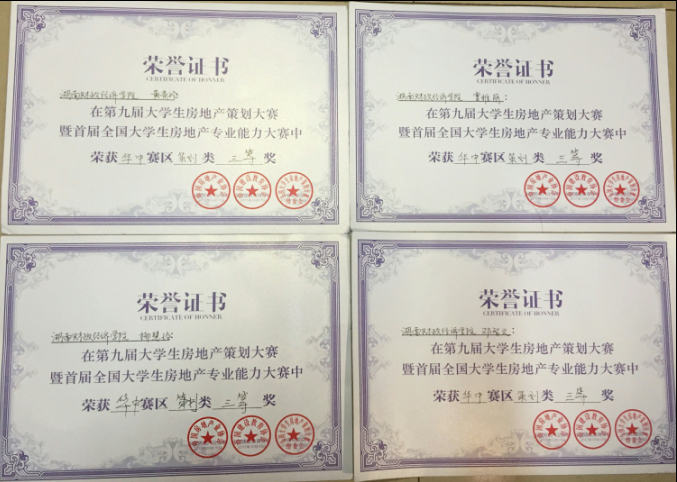 荣誉证书
CERTIFICATE OF HONNER
湖南财政经济学院
在第九届大学生房地产策划大赛
暨首届全国大学生房地产专业能力大赛中
荣获 华中 赛区 策划 类 三等 奖
荣誉证书
CERTIFICATE OF HONNER
湖南财政经济学院 :
在第九届大学生房地产策划大赛
暨首届全国大学生房地产专业能力大赛中
荣获 华中 赛区 策划 类 三等 奖
荣誉证书
CERTIFICATE OF HONNER
湖南财政经济学院
在第九届大学生房地产策划大赛
暨首届全国大学生房地产专业能力大赛中
荣获 华中 赛区 策划 类 三等 奖
荣誉证书
CERTIFICATE OF HONNER
湖南财政经济学院 :
在第九届大学生房地产策划大赛
暨首届全国大学生房地产专业能力大赛中
荣获 华中 赛区 策划 类 三等 奖